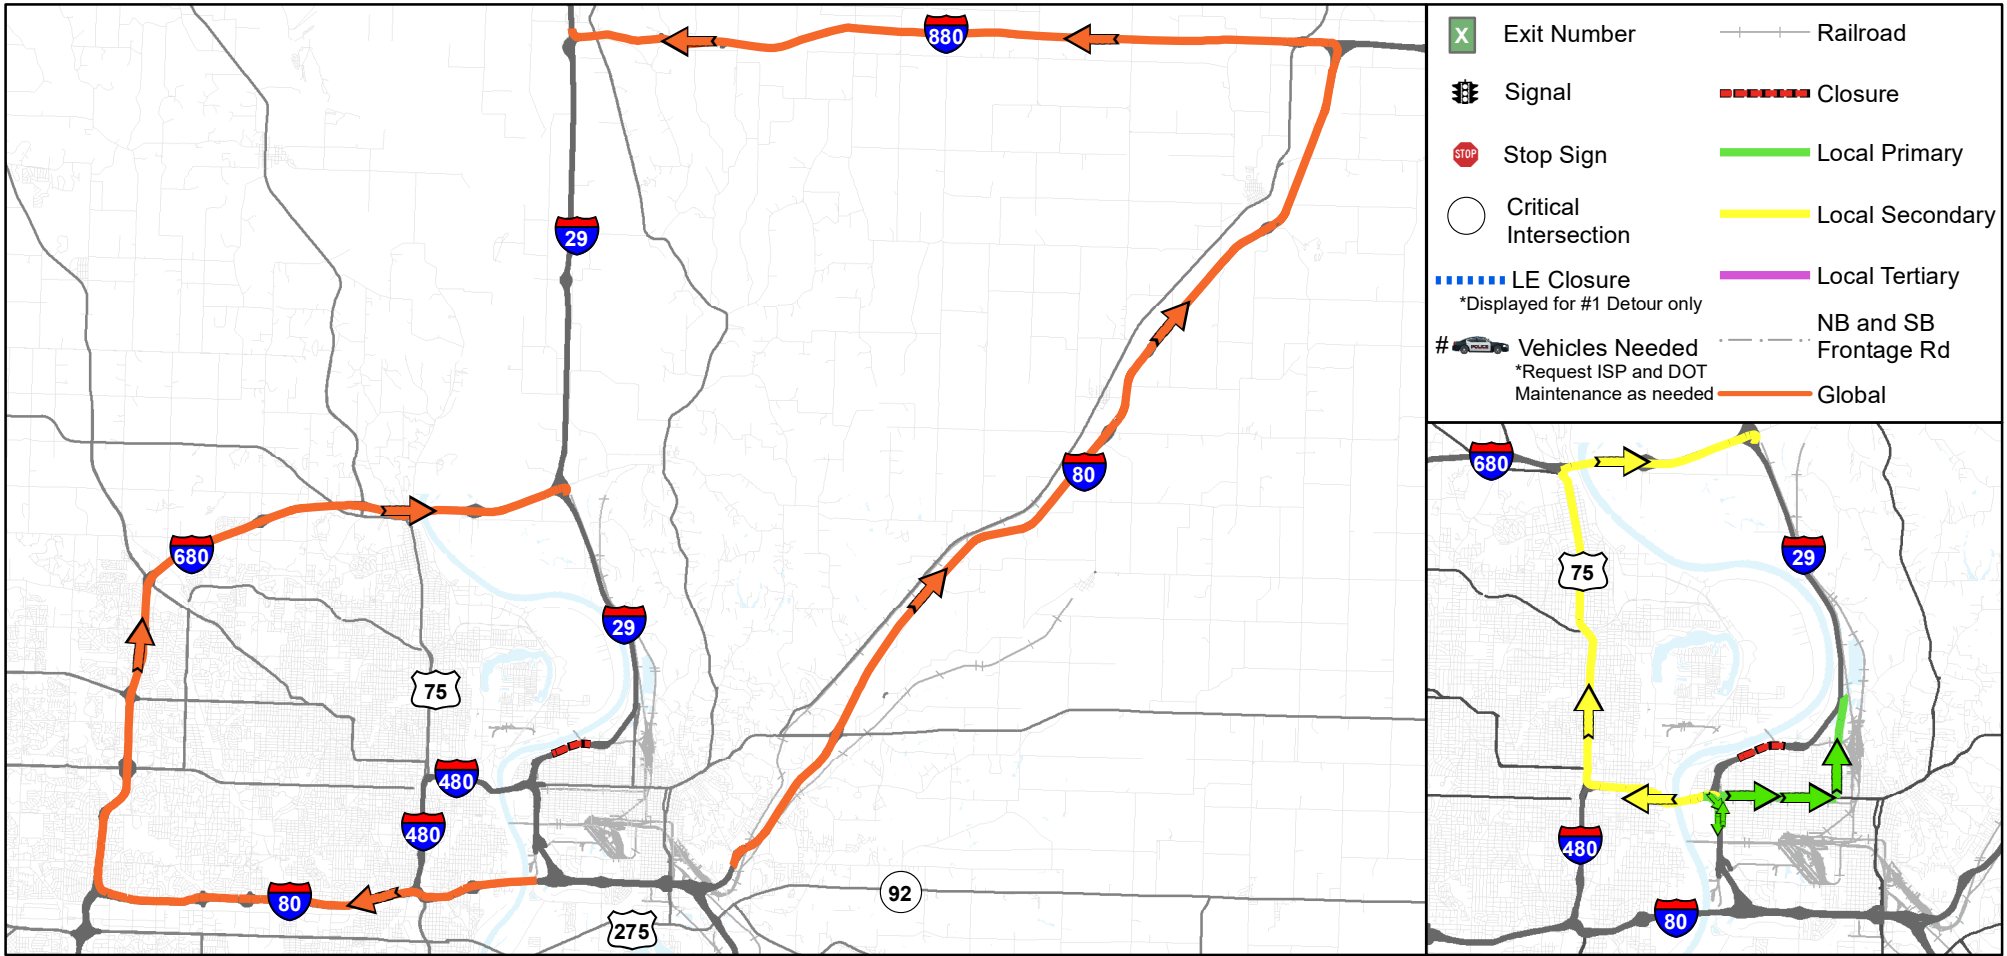 880
29
80
680
29
75
480
480
80
92
275
X Exit Number
Signal
STOP Stop Sign
Critical
Intersection
LE Closure
*Displayed for #1 Detour only
# POLICE Vehicles Needed
*Request ISP and DOT
Maintenance as needed
Railroad
Closure
Local Primary
Local Secondary
Local Tertiary
NB and SB
Frontage Rd
Global
680
29
75
480
80